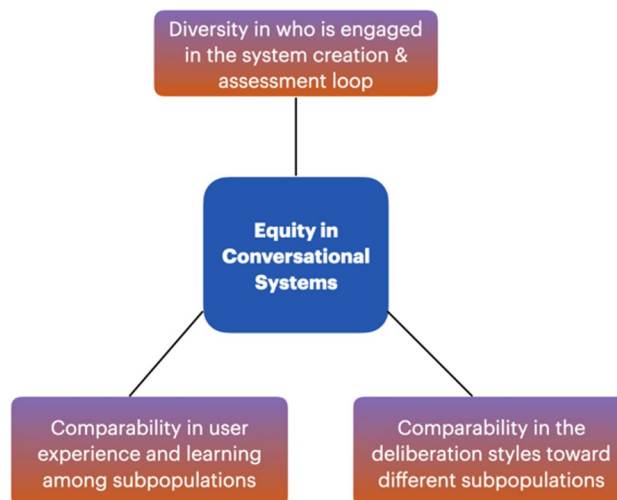 Diversity in who is engaged
in the system creation &
assessment loop
Equity in
Conversational
Systems
Comparability in user
experience and learning
among subpopulations
Comparability in the
deliberation styles toward
different subpopulations